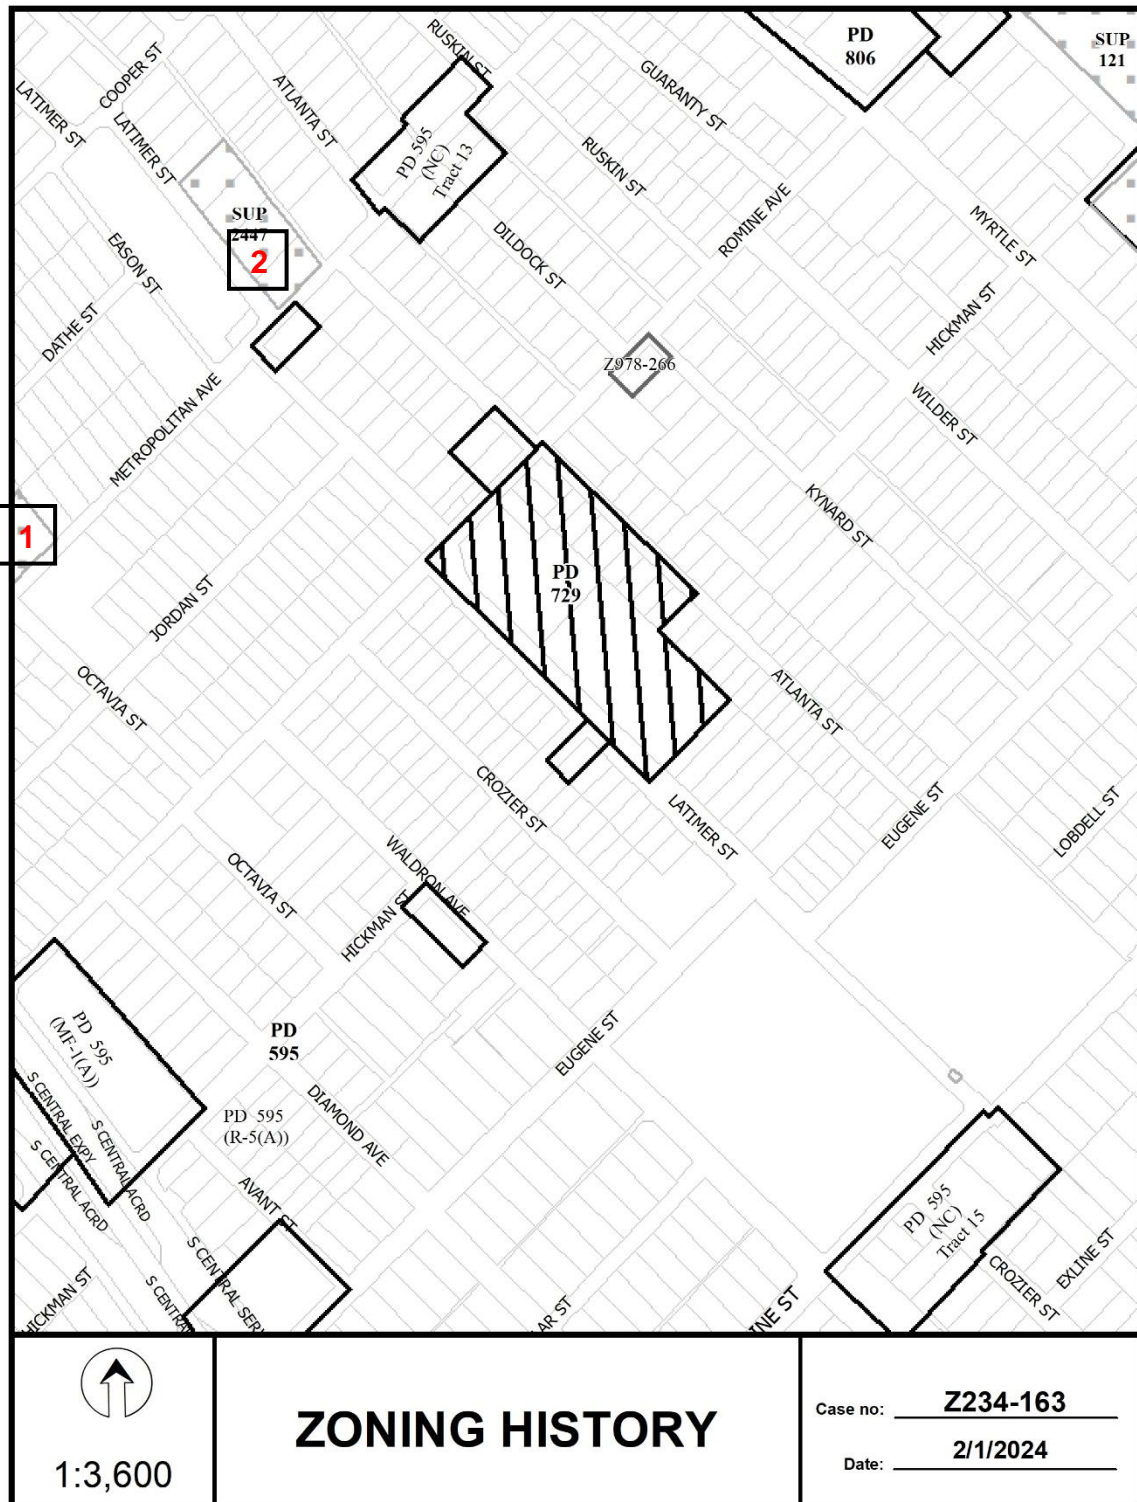 RUSKIN ST
PD
806
SUP
121
COOPER ST
LATIMER ST
ATLANTA ST
GUARANTY ST
LATIMER ST
PD 595
(NC)
Tract 13
RUSKIN ST
SUP
2447
2
ROMINE AVE
MYRTLE ST
EASON ST
DILDOCK ST
DATHE ST
HICKMAN ST
Z978-266
METROPOLITAN AVE
WILDER ST
1
KYNARD ST
PD
729
JORDAN ST
OCTAVIA ST
ATLANTA ST
CROZIER ST
LATIMER ST
EUGENE ST
LOBDELL ST
WALDRON AVE
OCTAVIA ST
HICKMAN ST
PD 595
(MF-1(A))
PD
595
EUGENE ST
S CENTRAL EXPY
S CENTRAL ACRD
S CENTRAL ACRD
PD 595
(R-5(A))
DIAMOND AVE
AVANT ST
PD 595
(NC)
Tract 15
S CENTRAL SER
HICKMAN ST
S CENTRA
AR ST
INE ST
CROZIER ST
EXLINE ST
1:3,600
ZONING HISTORY
Case no: Z234-163
Date: 2/1/2024